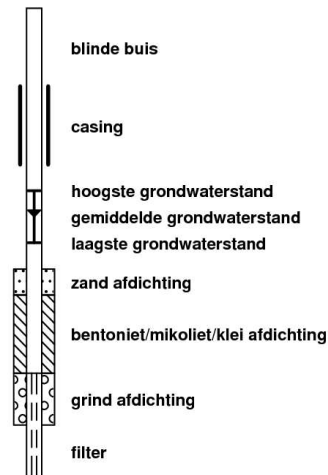 blinde buis
casing
hoogste grondwaterstand
gemiddelde grondwaterstand
laagste grondwaterstand
zand afdichting
bentoniet/mikoliet/klei afdichting
grind afdichting
filter